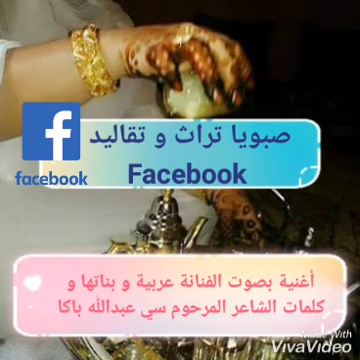 صبويا تراث و تقاليد
facebook
Facebook
أغنية بصوت الفنانة عربية و بناتها و
كلمات الشاعر المرحوم سي عبدالله باكا
Made With
VivaVideo